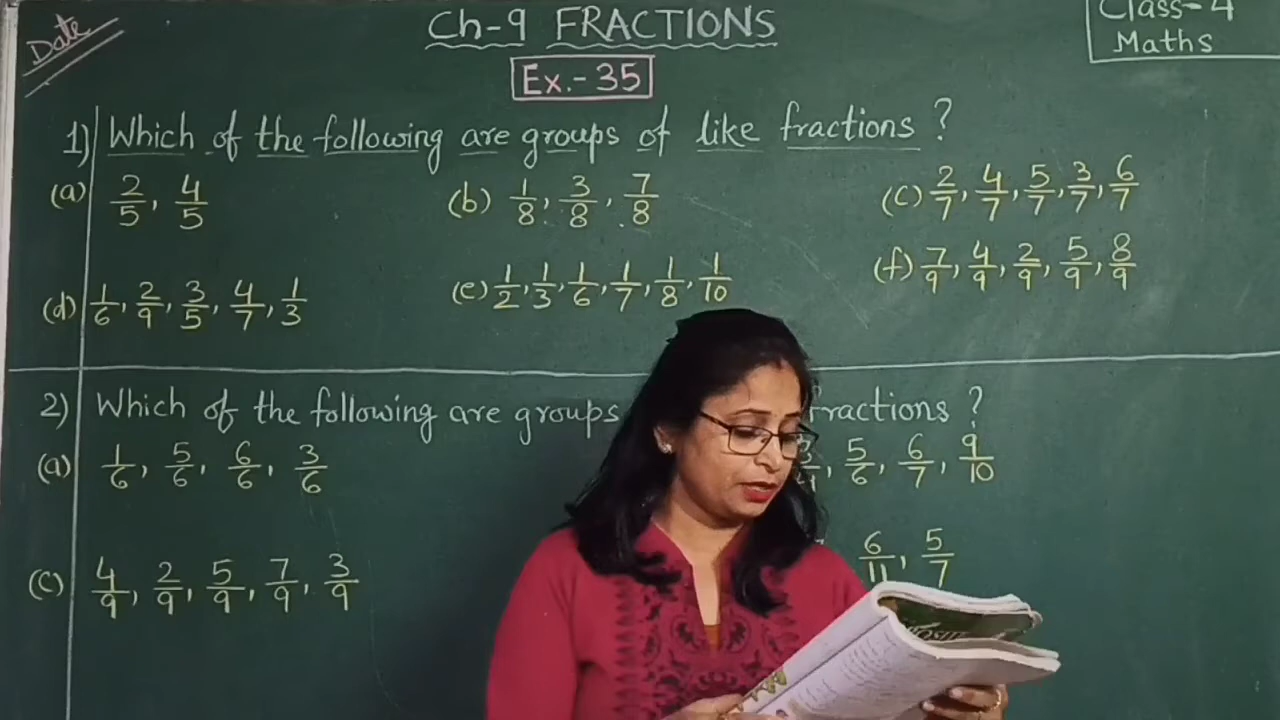 Date
Ch-9 FRACTIONS
Class-4
Maths
Ex.-35
1) Which of the following are groups of like fractions ?
(a) 2/5, 4/5
(b) 1/8, 3/8, 7/8
(c) 2/7, 4/7, 5/7, 3/7, 6/7
(d) 1/6, 2/9, 3/5, 4/7, 1/3
(e) 1/2, 1/3, 1/6, 1/7, 1/8, 1/10
(f) 7/9, 4/9, 2/9, 5/9, 8/9
2) Which of the following are groups fractions ?
(a) 1/6, 5/6, 6/6, 3/6
5/6, 6/7, 9/10
(c) 4/9, 2/9, 5/9, 7/9, 3/9
6/11, 5/7